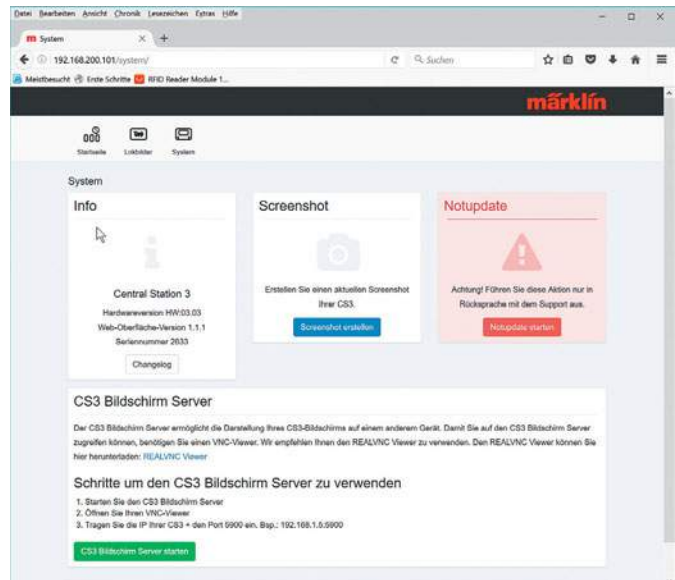 Datei Bearbeiten Ansicht Chronik Lesezeichen Extras Hilfe
m System × +
192.168.200.101/system/ Suchen
Meistbesucht Erste Schritte RFID Reader Module 1...
märklín
Startseite Lokbilder System
System
Info
Central Station 3
Hardwareversion HW:03.03
Web-Oberfläche-Version 1.1.1
Seriennummer 2633
Changelog
Screenshot
Erstellen Sie einen aktuellen Screenshot
Ihrer CS3.
Screenshot erstellen
Notupdate
Achtung! Führen Sie diese Aktion nur in
Rücksprache mit dem Support aus.
Notupdate starten
CS3 Bildschirm Server
Der CS3 Bildschirm Server ermöglicht die Darstellung Ihres CS3-Bildschirms auf einem anderem Gerät. Damit Sie auf den CS3 Bildschirm Server
zugreifen können, benötigen Sie einen VNC-Viewer. Wir empfehlen Ihnen den REALVNC Viewer zu verwenden. Den REALVNC Viewer können Sie
hier herunterladen: REALVNC Viewer
Schritte um den CS3 Bildschirm Server zu verwenden
1. Starten Sie den CS3 Bildschirm Server
2. Öffnen Sie Ihren VNC-Viewer
3. Tragen Sie die IP Ihrer CS3 + den Port 5900 ein. Bsp.: 192.168.1.5:5900
CS3 Bildschirm Server starten